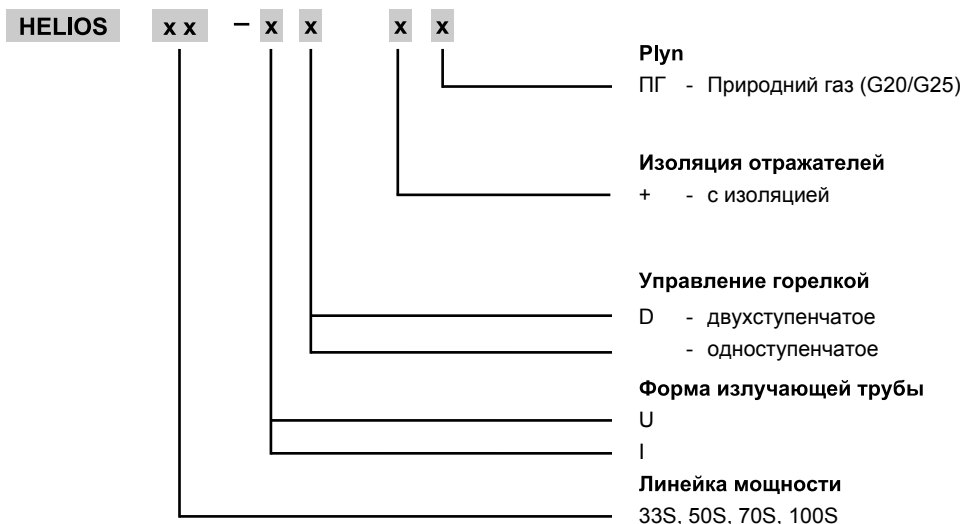 HELIOS x x – x x x x
Plyn
ПГ - Природний газ (G20/G25)
Изоляция отражателей
+ - с изоляцией
Управление горелкой
D - двухступенчатое
- одноступенчатое
Форма излучающей трубы
U
I
Линейка мощности
33S, 50S, 70S, 100S